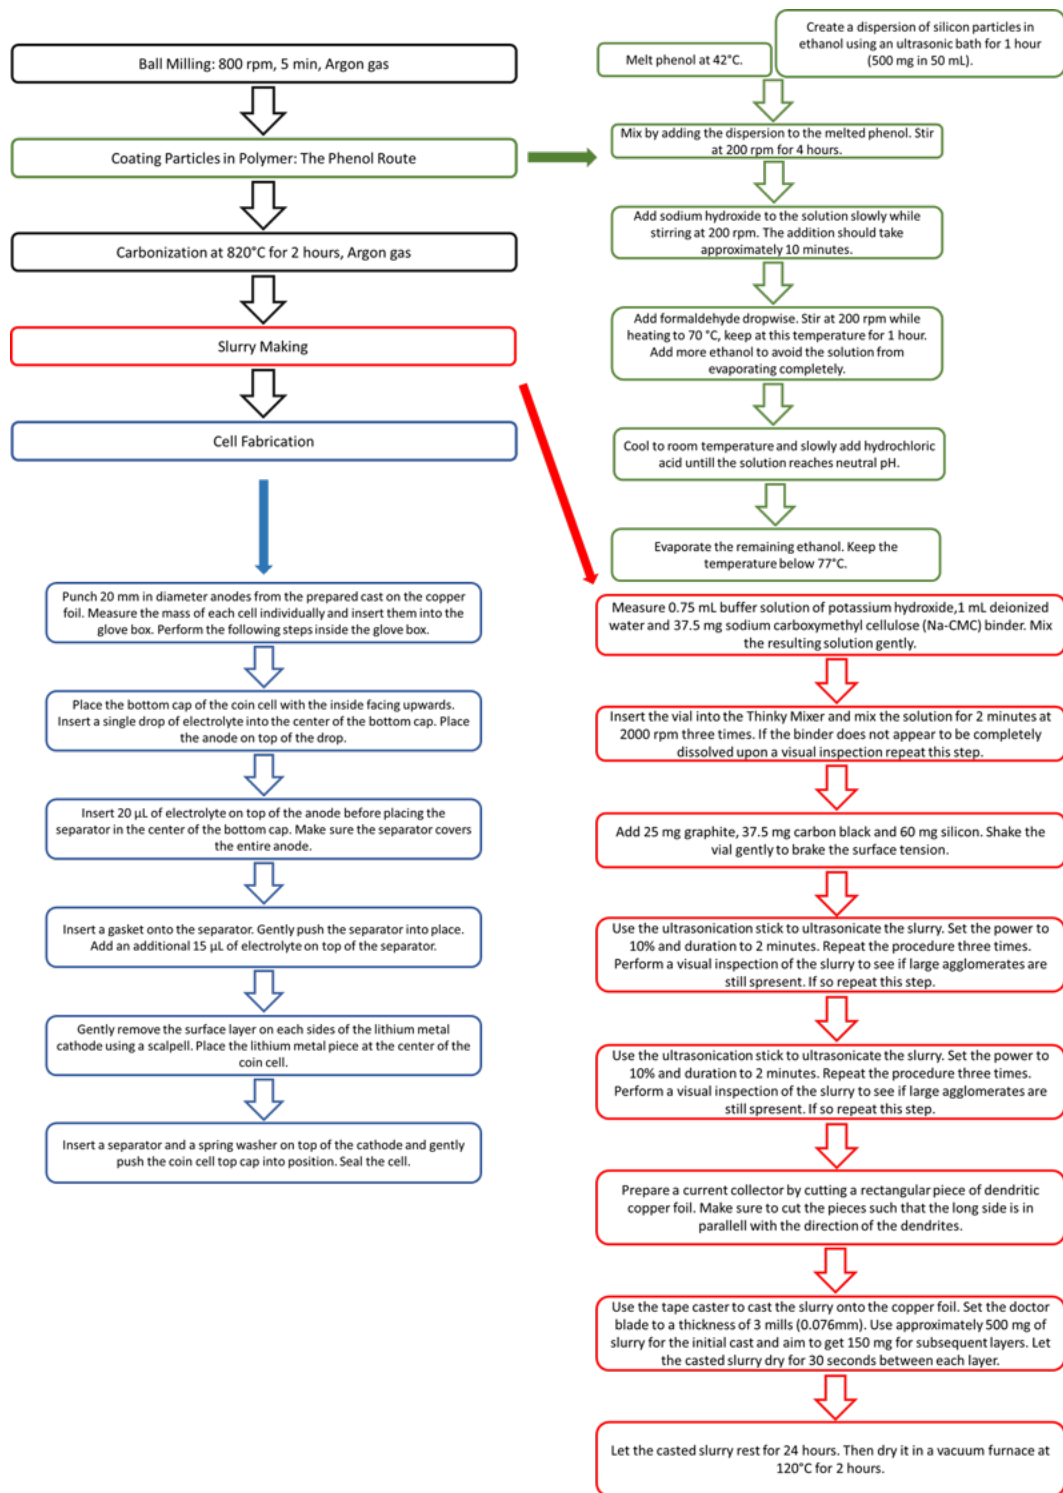 Ball Milling: 800 rpm, 5 min, Argon gas
Coating Particles in Polymer: The Phenol Route
Carbonization at 820°C for 2 hours, Argon gas
Slurry Making
Cell Fabrication
Melt phenol at 42°C.
Create a dispersion of silicon particles in
ethanol using an ultrasonic bath for 1 hour
(500 mg in 50 mL).
Mix by adding the dispersion to the melted phenol. Stir
at 200 rpm for 4 hours.
Add sodium hydroxide to the solution slowly while
stirring at 200 rpm. The addition should take
approximately 10 minutes.
Add formaldehyde dropwise. Stir at 200 rpm while
heating to 70 °C, keep at this temperature for 1 hour.
Add more ethanol to avoid the solution from
evaporating completely.
Cool to room temperature and slowly add hydrochloric
acid untill the solution reaches neutral pH.
Evaporate the remaining ethanol. Keep the
temperature below 77°C.
Measure 0.75 mL buffer solution of potassium hydroxide,1 mL deionized
water and 37.5 mg sodium carboxymethyl cellulose (Na-CMC) binder. Mix
the resulting solution gently.
Insert the vial into the Thinky Mixer and mix the solution for 2 minutes at
2000 rpm three times. If the binder does not appear to be completely
dissolved upon a visual inspection repeat this step.
Add 25 mg graphite, 37.5 mg carbon black and 60 mg silicon. Shake the
vial gently to brake the surface tension.
Use the ultrasonication stick to ultrasonicate the slurry. Set the power to
10% and duration to 2 minutes. Repeat the procedure three times.
Perform a visual inspection of the slurry to see if large agglomerates are
still spresent. If so repeat this step.
Use the ultrasonication stick to ultrasonicate the slurry. Set the power to
10% and duration to 2 minutes. Repeat the procedure three times.
Perform a visual inspection of the slurry to see if large agglomerates are
still spresent. If so repeat this step.
Prepare a current collector by cutting a rectangular piece of dendritic
copper foil. Make sure to cut the pieces such that the long side is in
parallell with the direction of the dendrites.
Use the tape caster to cast the slurry onto the copper foil. Set the doctor
blade to a thickness of 3 mills (0.076mm). Use approximately 500 mg of
slurry for the initial cast and aim to get 150 mg for subsequent layers. Let
the casted slurry dry for 30 seconds between each layer.
Let the casted slurry rest for 24 hours. Then dry it in a vacuum furnace at
120°C for 2 hours.
Punch 20 mm in diameter anodes from the prepared cast on the copper
foil. Measure the mass of each cell individually and insert them into the
glove box. Perform the following steps inside the glove box.
Place the bottom cap of the coin cell with the inside facing upwards.
Insert a single drop of electrolyte into the center of the bottom cap. Place
the anode on top of the drop.
Insert 20 µL of electrolyte on top of the anode before placing the
separator in the center of the bottom cap. Make sure the separator covers
the entire anode.
Insert a gasket onto the separator. Gently push the separator into place.
Add an additional 15 µL of electrolyte on top of the separator.
Gently remove the surface layer on each sides of the lithium metal
cathode using a scalpell. Place the lithium metal piece at the center of the
coin cell.
Insert a separator and a spring washer on top of the cathode and gently
push the coin cell top cap into position. Seal the cell.